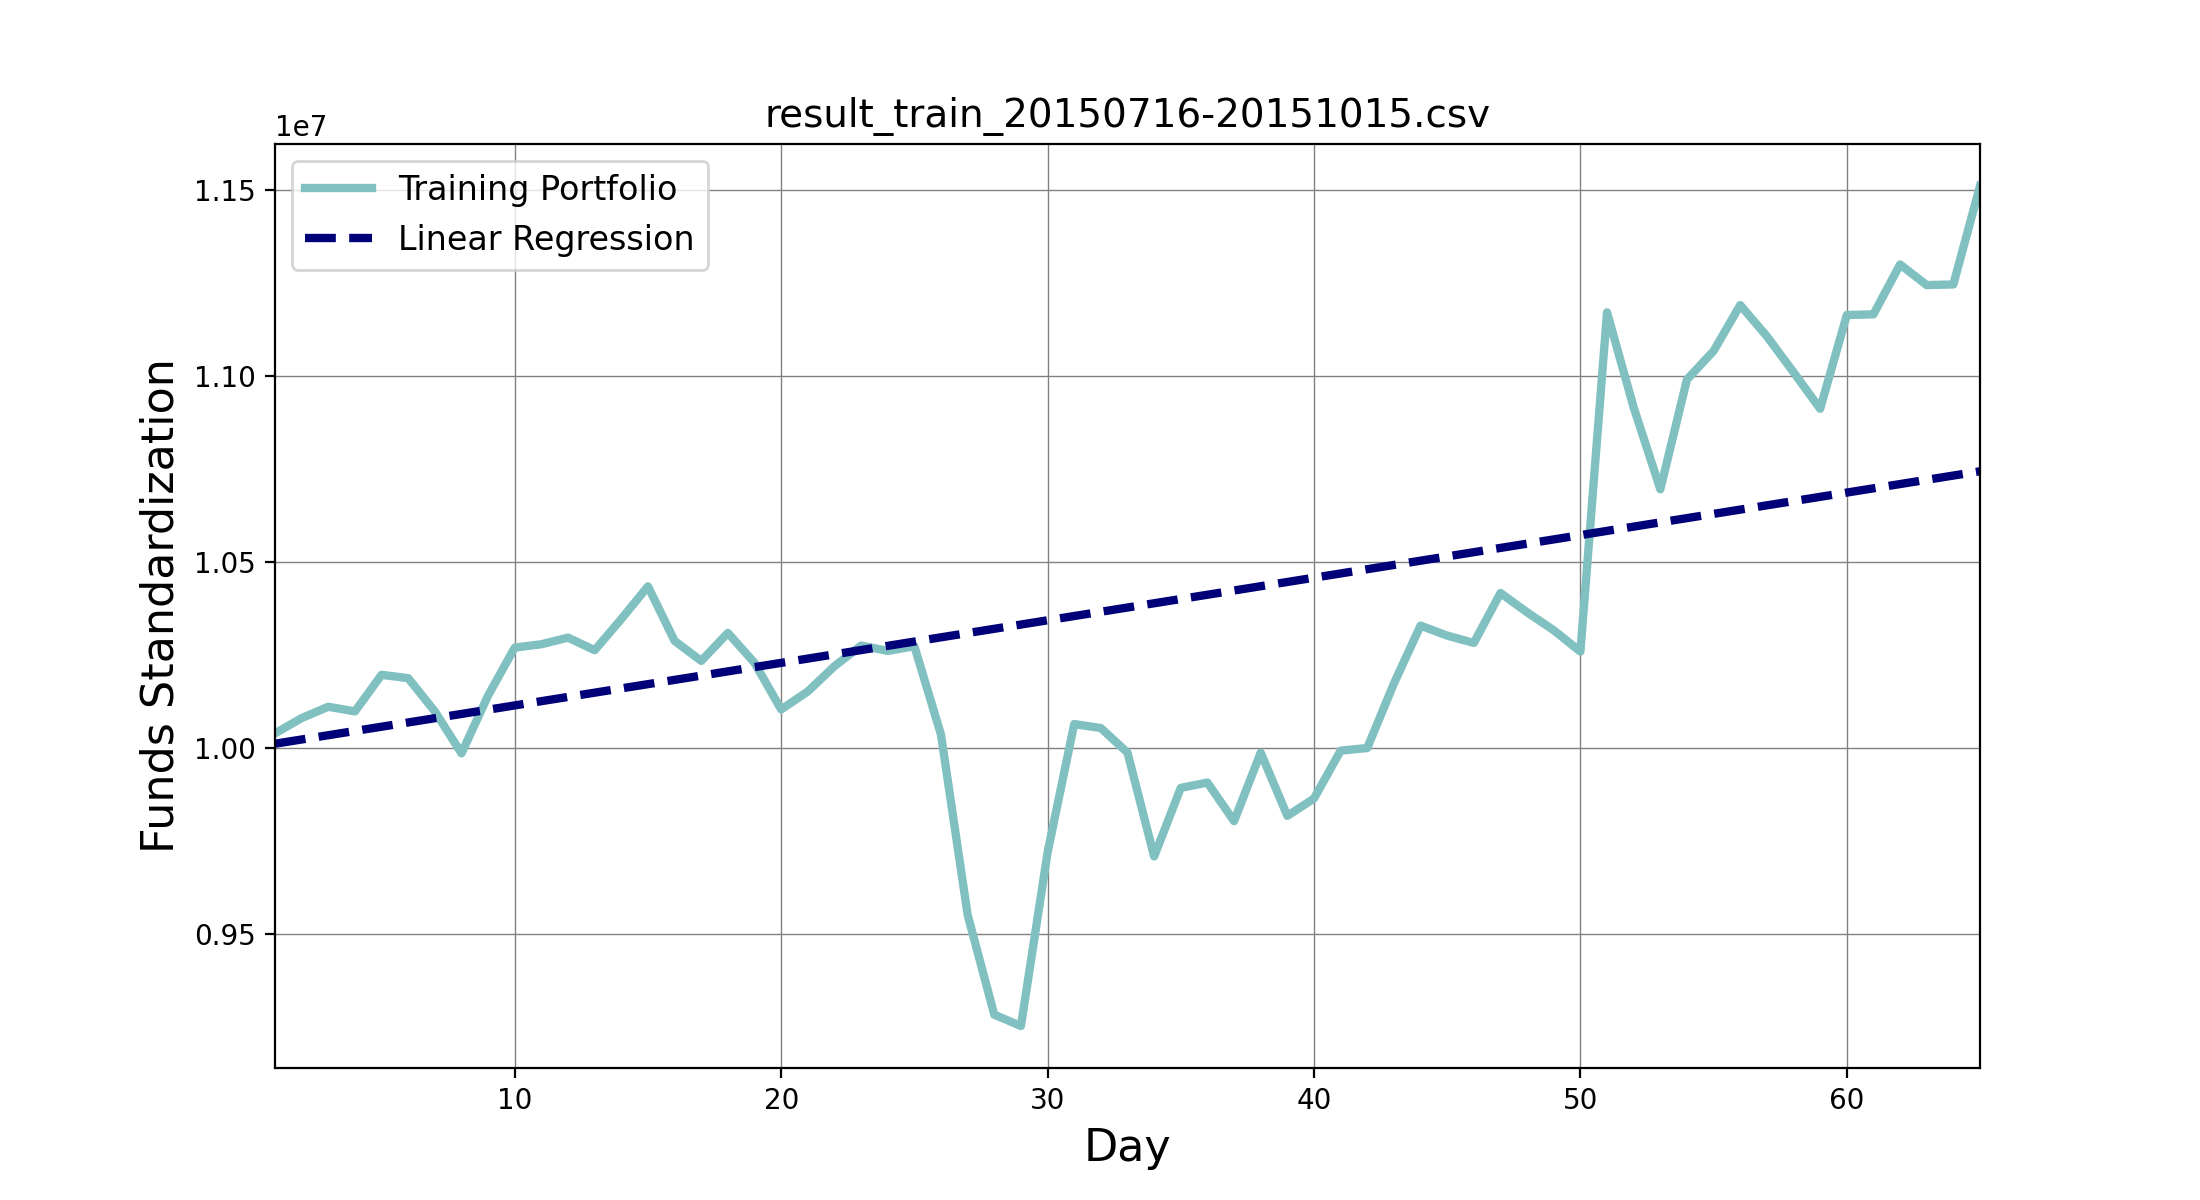 result_train_20150716-20151015.csv
1e7
Training Portfolio
Linear Regression
1.15
1.10
1.05
1.00
0.95
Funds Standardization
10 20 30 40 50 60
Day